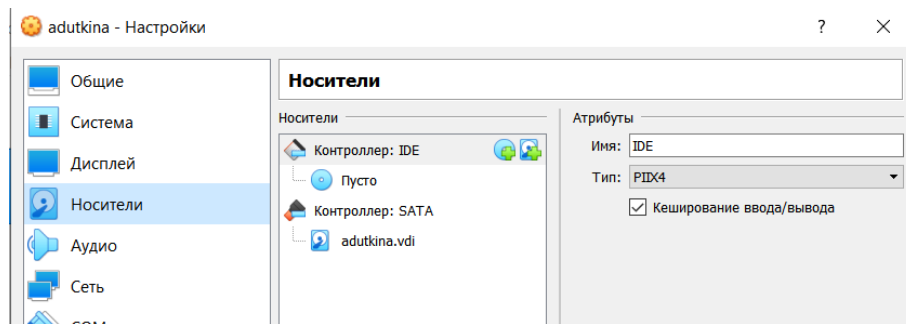 adutkina - Настройки
?
Общие
Система
Дисплей
Носители
Аудио
Сеть
Носители
Носители
Контроллер: IDE
Пусто
Контроллер: SATA
adutkina.vdi
Атрибуты
Имя: IDE
Тип: PIIX4
Кеширование ввода/вывода